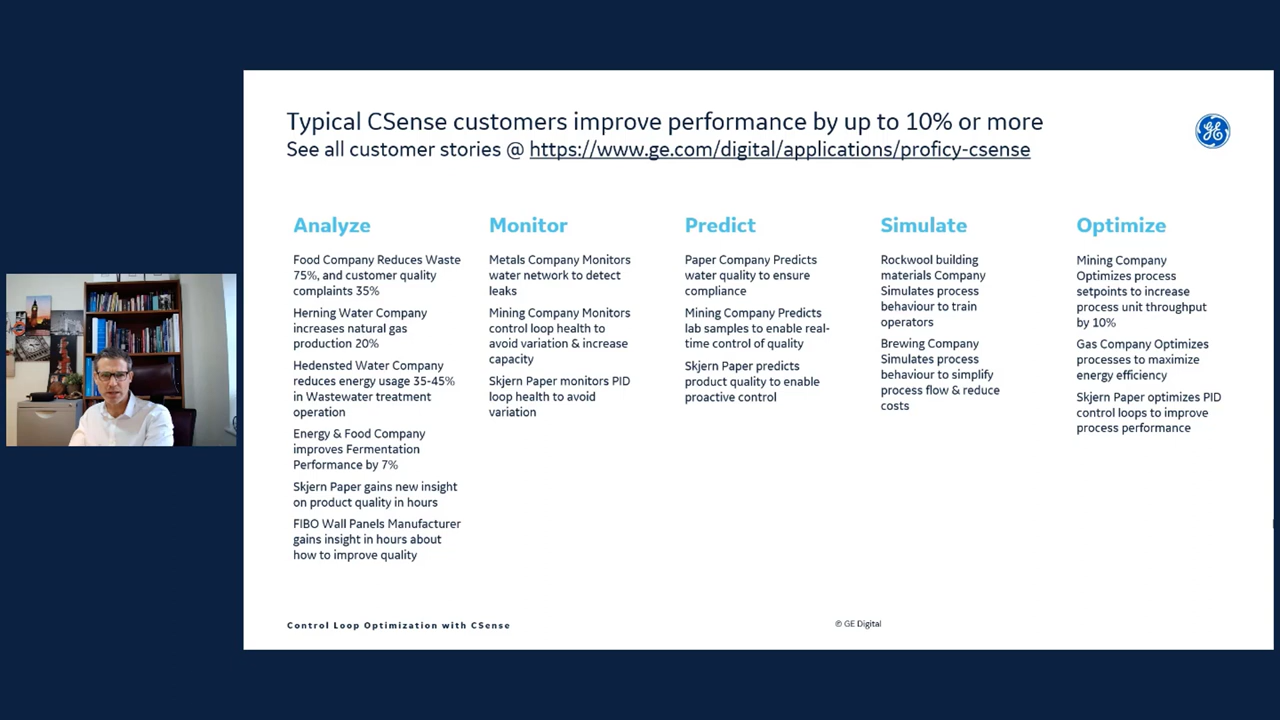 Typical CSense customers improve performance by up to 10% or more
See all customer stories @ https://www.ge.com/digital/applications/proficy-csense
GE
Analyze
Food Company Reduces Waste
75%, and customer quality
complaints 35%
Herning Water Company
increases natural gas
production 20%
Hedensted Water Company
reduces energy usage 35-45%
in Wastewater treatment
operation
Energy & Food Company
improves Fermentation
Performance by 7%
Skjern Paper gains new insight
on product quality in hours
FIBO Wall Panels Manufacturer
gains insight in hours about
how to improve quality
Monitor
Metals Company Monitors
water network to detect
leaks
Mining Company Monitors
control loop health to
avoid variation & increase
capacity
Skjern Paper monitors PID
loop health to avoid
variation
Predict
Paper Company Predicts
water quality to ensure
compliance
Mining Company Predicts
lab samples to enable real-
time control of quality
Skjern Paper predicts
product quality to enable
proactive control
Simulate
Rockwool building
materials Company
Simulates process
behaviour to train
operators
Brewing Company
Simulates process
behaviour to simplify
process flow & reduce
costs
Optimize
Mining Company
Optimizes process
setpoints to increase
process unit throughput
by 10%
Gas Company Optimizes
processes to maximize
energy efficiency
Skjern Paper optimizes PID
control loops to improve
process performance
Control Loop Optimization with CSense
© GE Digital